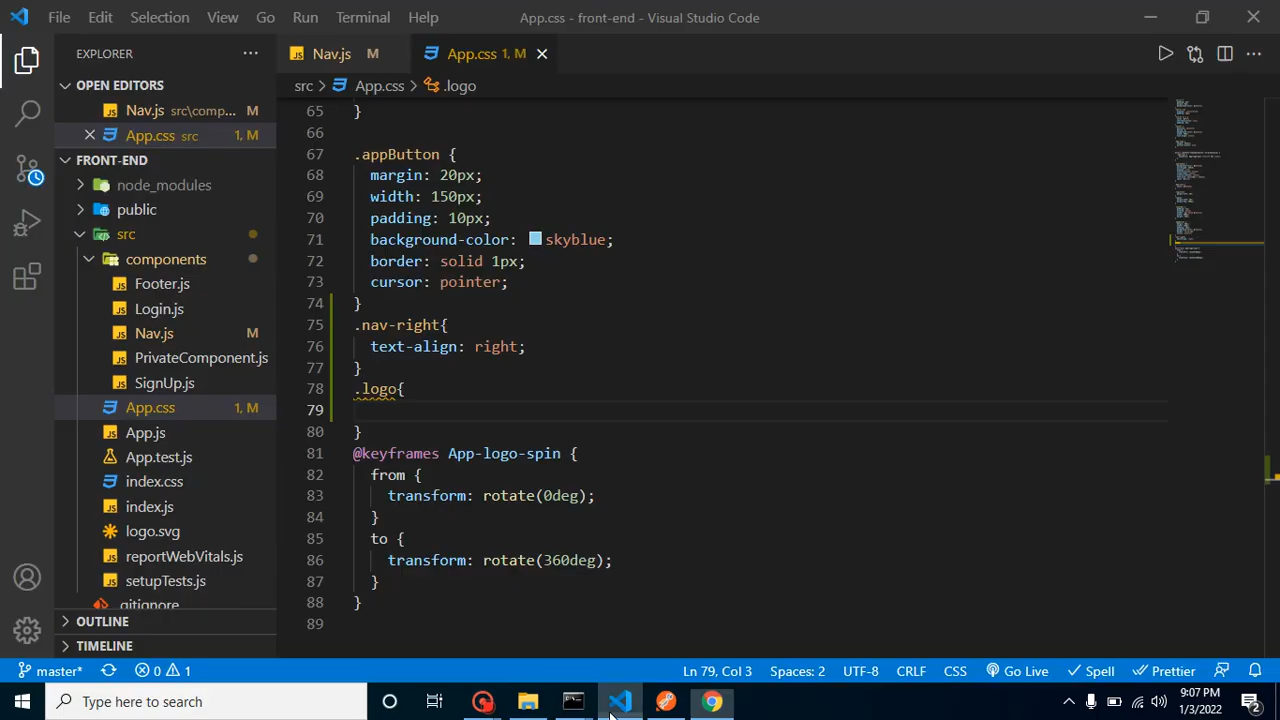 File Edit Selection View Go Run Terminal Help App.css - front-end - Visual Studio Code
EXPLORER
OPEN EDITORS
Nav.js src\comp... M
App.css src 1, M
FRONT-END
node_modules
public
src
components
Footer.js
Login.js
Nav.js M
PrivateComponent.js
SignUp.js
App.css 1, M
App.js
App.test.js
index.css
index.js
logo.svg
reportWebVitals.js
setupTests.js
.gitignore
OUTLINE
TIMELINE
Nav.js M App.css 1, M
src > App.css > .logo
65 }
66
67 .appButton {
68 margin: 20px;
69 width: 150px;
70 padding: 10px;
71 background-color: skyblue;
72 border: solid 1px;
73 cursor: pointer;
74 }
75 .nav-right{
76 text-align: right;
77 }
78 .logo{
79
80 }
81 @keyframes App-logo-spin {
82 from {
83 transform: rotate(0deg);
84 }
85 to {
86 transform: rotate(360deg);
87 }
88 }
89
master* 0 1 Ln 79, Col 3 Spaces: 2 UTF-8 CRLF CSS Go Live Spell Prettier
Type here to search
9:07 PM
1/3/2022
2